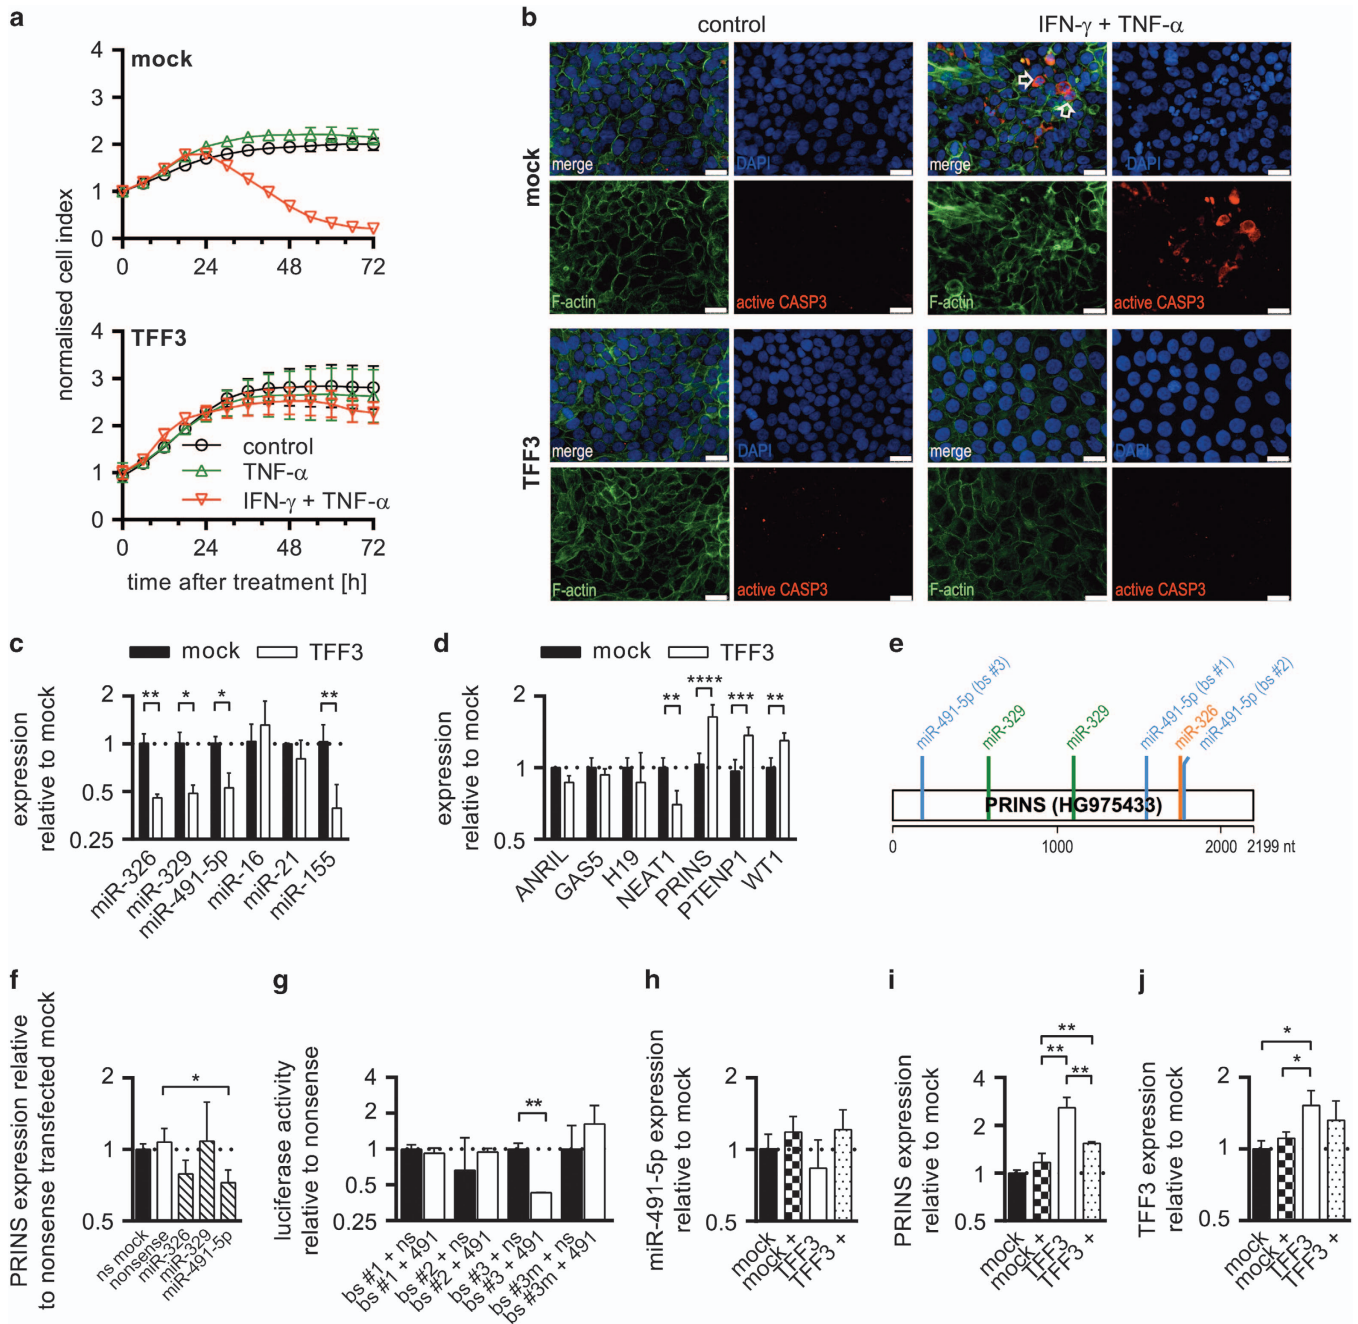 a
mock
4
3
2
1
0
0 24 48 72
TFF3
4
3
2
1
0
0 24 48 72
control
TNF-α
IFN-γ + TNF-α
normalised cell index
time after treatment [h]
b
control
IFN-γ + TNF-α
mock
merge
DAPI
merge
DAPI
F-actin
active CASP3
F-actin
active CASP3
TFF3
merge
DAPI
merge
DAPI
F-actin
active CASP3
F-actin
active CASP3
c
mock TFF3
expression
relative to mock
2
1
0.5
0.25
** * * **
miR-326
miR-329
miR-491-5p
miR-16
miR-21
miR-155
d
mock TFF3
expression
relative to mock
2
1
0.5
** **** *** **
ANRIL
GAS5
H19
NEAT1
PRINS
PTENP1
WT1
e
miR-491-5p (bs #3)
miR-329
miR-329
miR-491-5p (bs #1)
miR-326
miR-491-5p (bs #2)
PRINS (HG975433)
0 1000 2000 2199 nt
f
PRINS expression relative
to nonsense transfected mock
2
1
0.5
*
ns mock
nonsense
miR-326
miR-329
miR-491-5p
g
luciferase activity
relative to nonsense
4
2
1
0.5
0.25
**
bs #1 + ns
bs #1 + 491
bs #2 + ns
bs #2 + 491
bs #3 + ns
bs #3 + 491
bs #3m + ns
bs #3m + 491
h
miR-491-5p expression
relative to mock
2
1
0.5
mock
mock +
TFF3
TFF3 +
i
PRINS expression
relative to mock
4
2
1
0.5
**
**
**
mock
mock +
TFF3
TFF3 +
j
TFF3 expression
relative to mock
2
1
0.5
*
*
mock
mock +
TFF3
TFF3 +